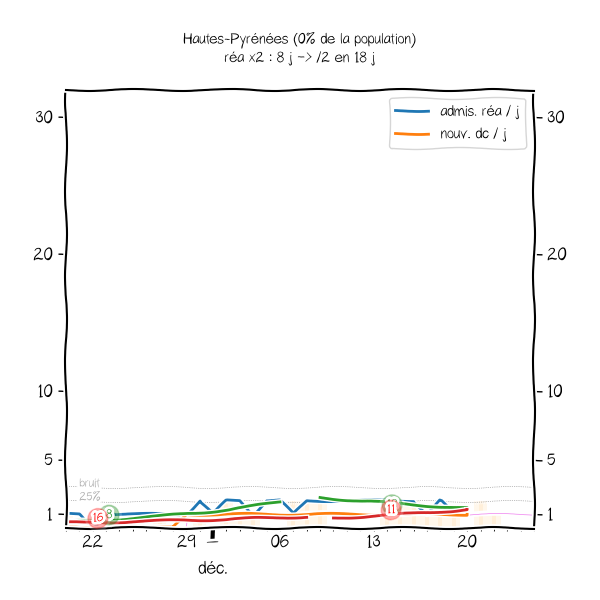 Hautes-Pyrénées (0% de la population)
réa x2 : 8 j -> /2 en 18 j
admis. réa / j
nouv. dc / j
30 30
20 20
10 10
5 5
bruit
25%
1 1
16 8 11
22 29 06 13 20
déc.